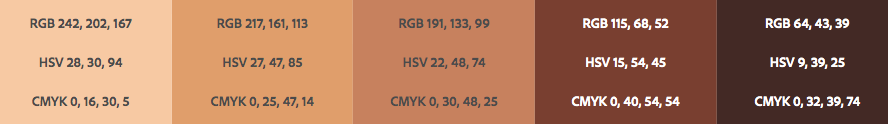 RGB 242, 202, 167
HSV 28, 30, 94
CMYK 0, 16, 30, 5
RGB 217, 161, 113
HSV 27, 47, 85
CMYK 0, 25, 47, 14
RGB 191, 133, 99
HSV 22, 48, 74
CMYK 0, 30, 48, 25
RGB 115, 68, 52
HSV 15, 54, 45
CMYK 0, 40, 54, 54
RGB 64, 43, 39
HSV 9, 39, 25
CMYK 0, 32, 39, 74